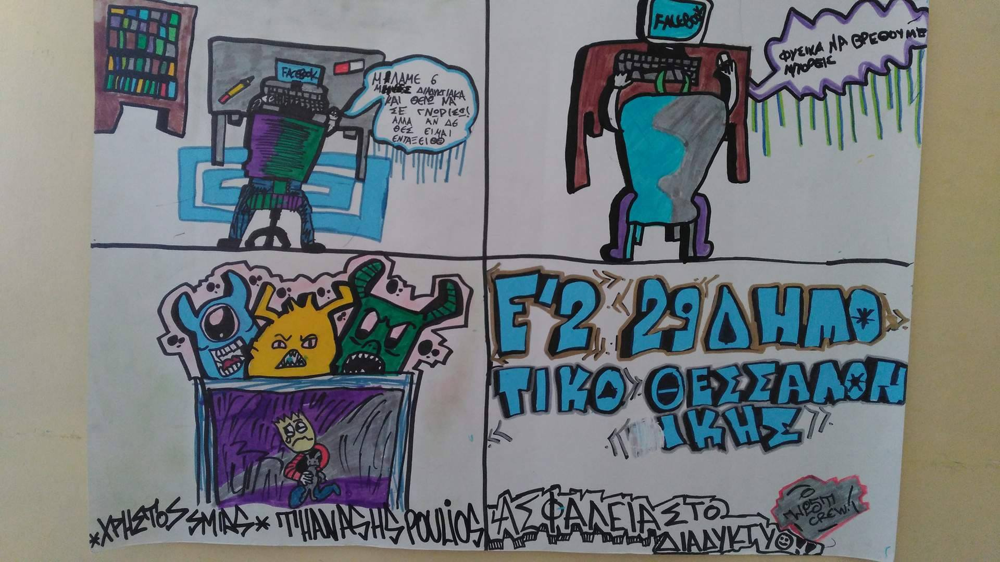 FACEBOOK
ΜΙΛΑΜΕ 6
ΜΗΝΕΣ ΔΙΑΔΥΚΤΙΑΚΑ
ΚΑΙ ΘΕΛΩ ΝΑ
ΣΕ ΓΝΩΡΙΣΩ!
ΑΛΛΑ ΑΝ ΔΕ
ΘΕΣ ΕΙΜΑΙ
ΕΝΤΑΞΕΙ
FACEBOOK
ΦΥΣΙΚΑ ΝΑ ΒΡΕΘΟΥΜΕ
ΜΠΟΡΕΙΣ
*ΧΡΗΣΤΟΣ SMIAS* THANASHS POULIOS
Ε'2 29 ΔΗΜΟ
ΤΙΚΟ ΘΕΣΣΑΛΟΝ
ΙΚΗΣ
ΑΣΦΑΛΕΙΑ ΣΤΟ
ΔΙΑΔΥΚΤΥΟ!!
CREW!